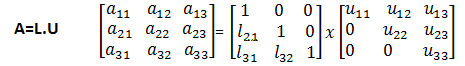 A=L.U [a₁₁ a₁₂ a₁₃; a₂₁ a₂₂ a₂₃; a₃₁ a₃₂ a₃₃] = [1 0 0; l₂₁ 1 0; l₃₁ l₃₂ 1] x [u₁₁ u₁₂ u₁₃; 0 u₂₂ u₂₃; 0 0 u₃₃]